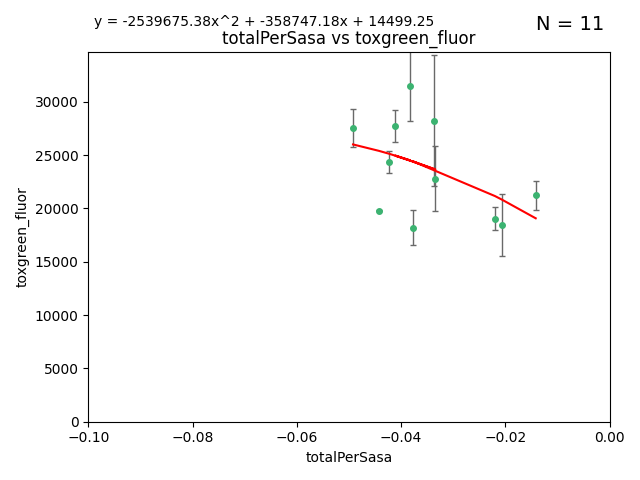 y = -2539675.38x^2 + -358747.18x + 14499.25
N = 11
totalPerSasa vs toxgreen_fluor
toxgreen_fluor
30000
25000
20000
15000
10000
5000
0
−0.10
−0.08
−0.06
−0.04
−0.02
0.00
totalPerSasa